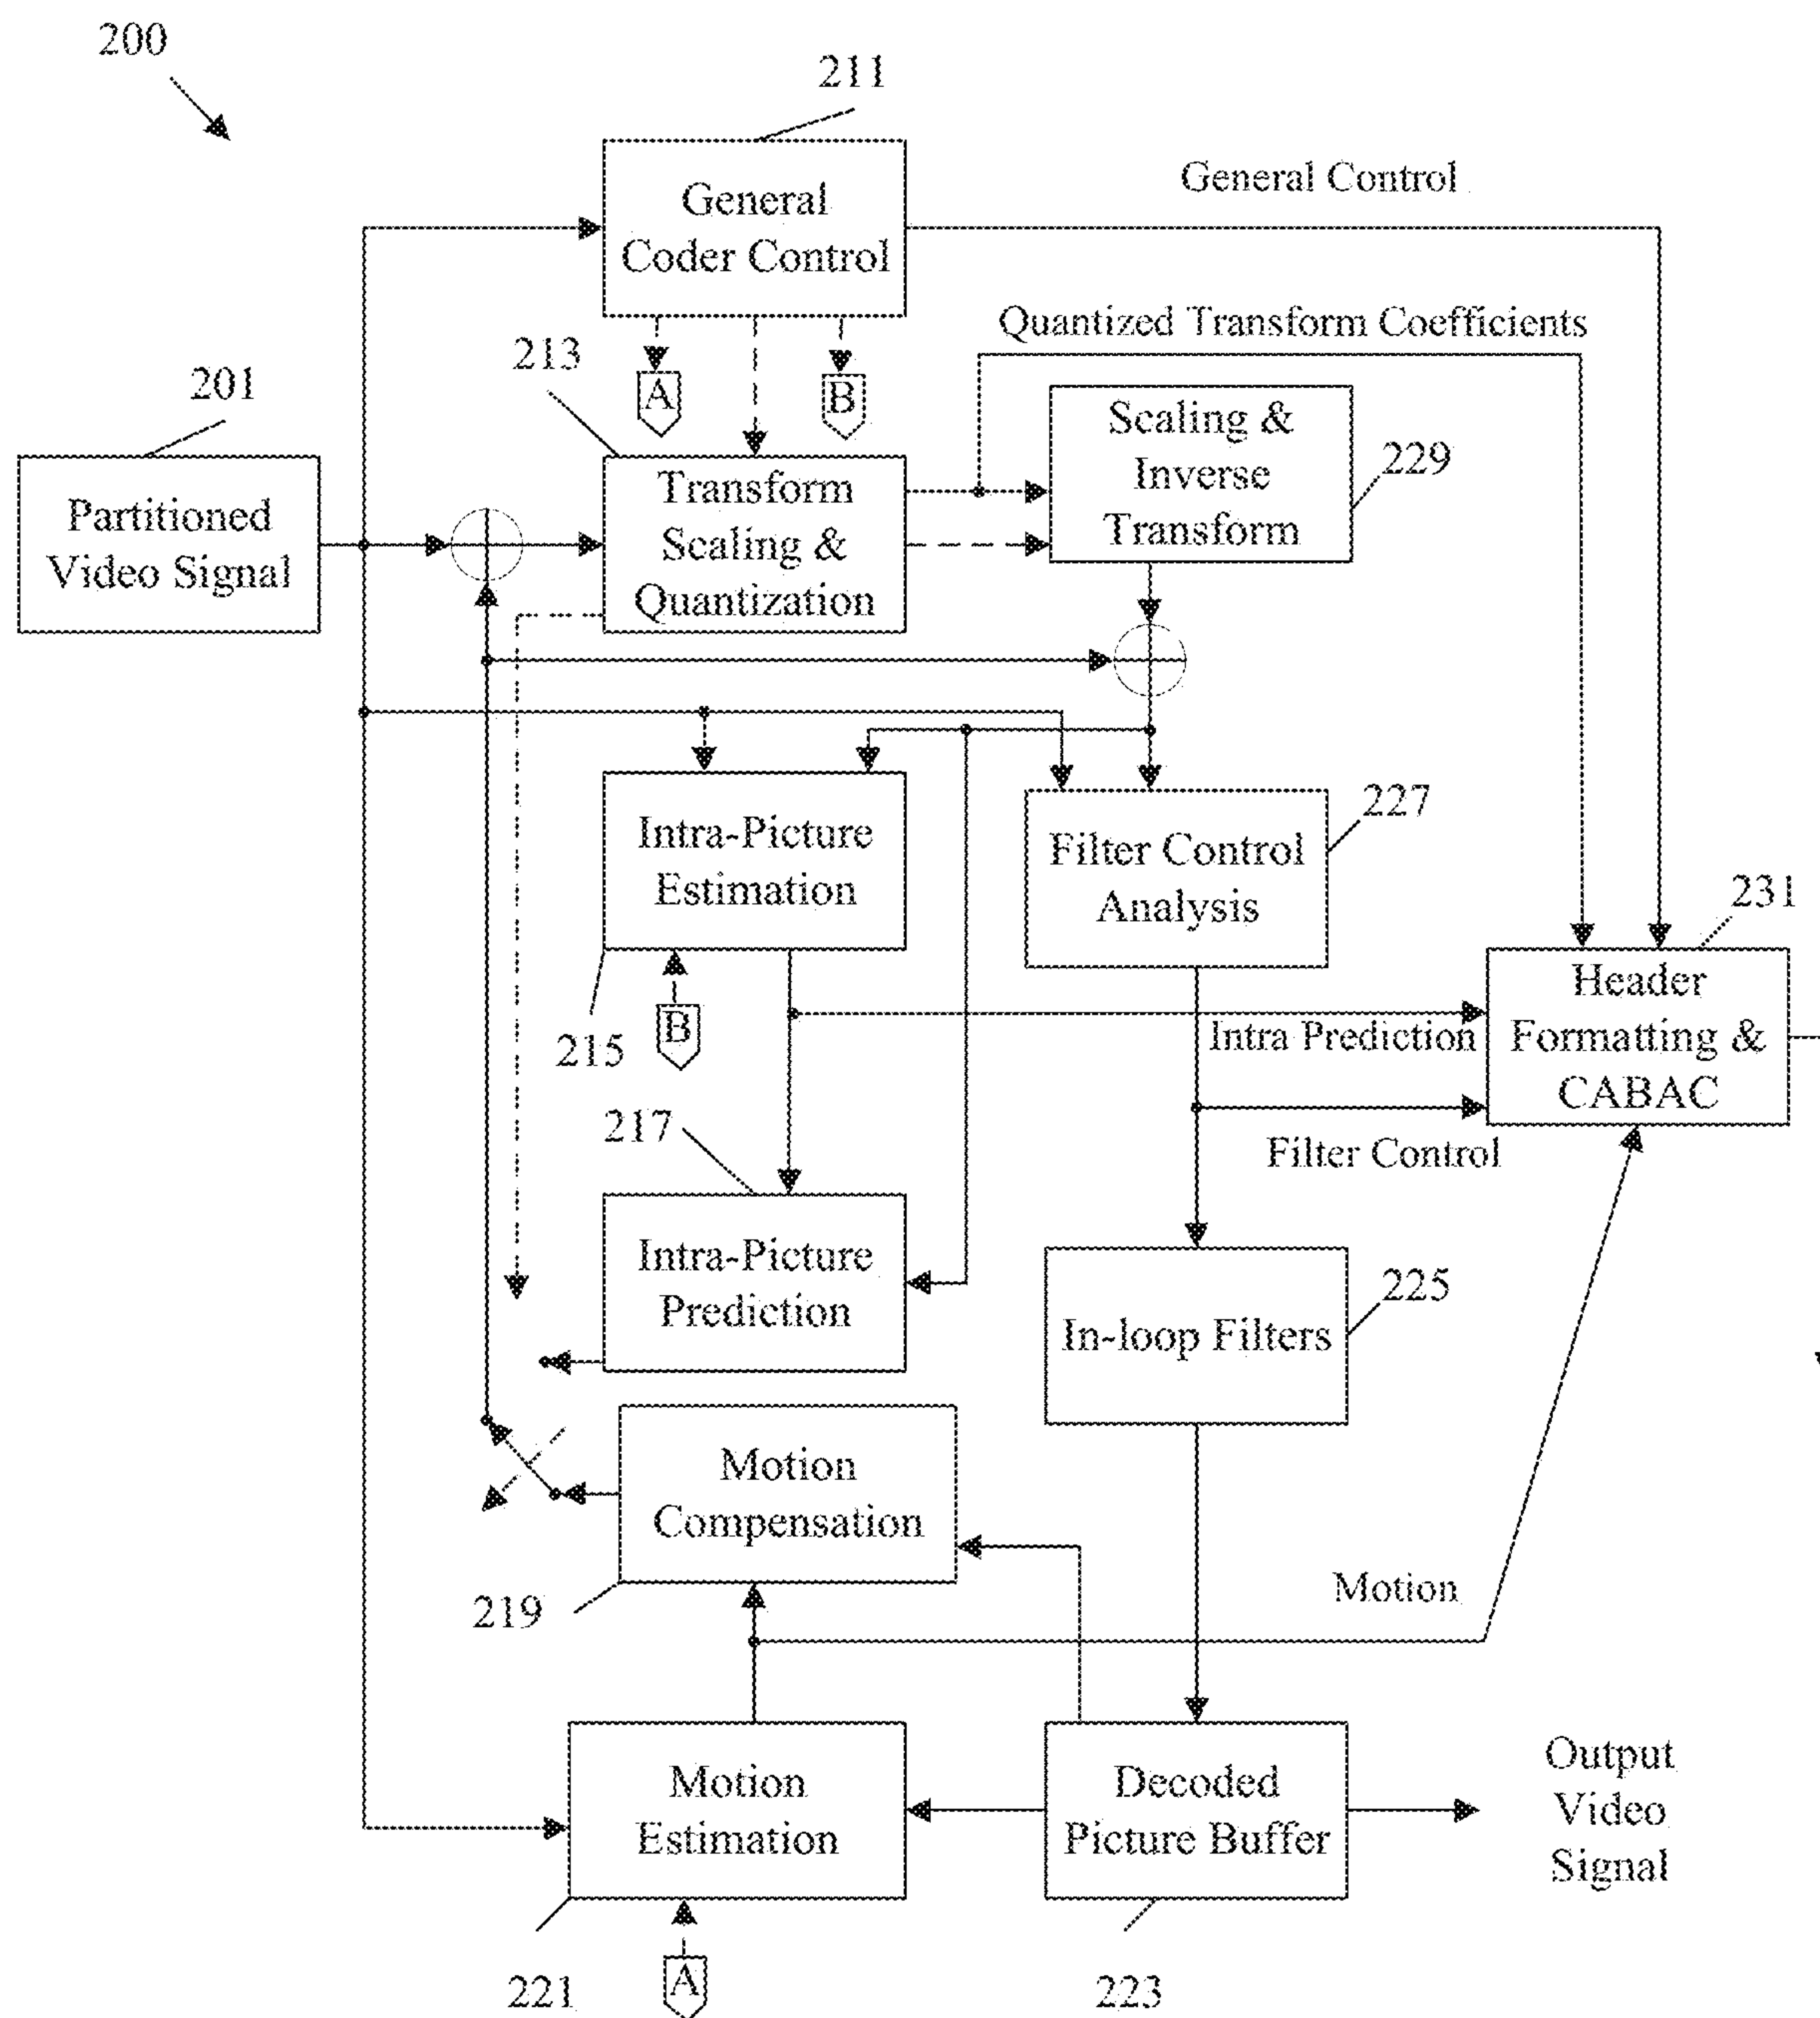 200
211
General
Coder Control
General Control
Quantized Transform Coefficients
213
A
B
201
Partitioned
Video Signal
Transform
Scaling &
Quantization
Scaling &
Inverse
Transform
229
Intra-Picture
Estimation
227
Filter Control
Analysis
231
Header
Formatting &
CABAC
215
B
Intra Prediction
217
Filter Control
Intra-Picture
Prediction
225
In-loop Filters
Motion
Compensation
219
Motion
Motion
Estimation
Decoded
Picture Buffer
Output
Video
Signal
221
A
223